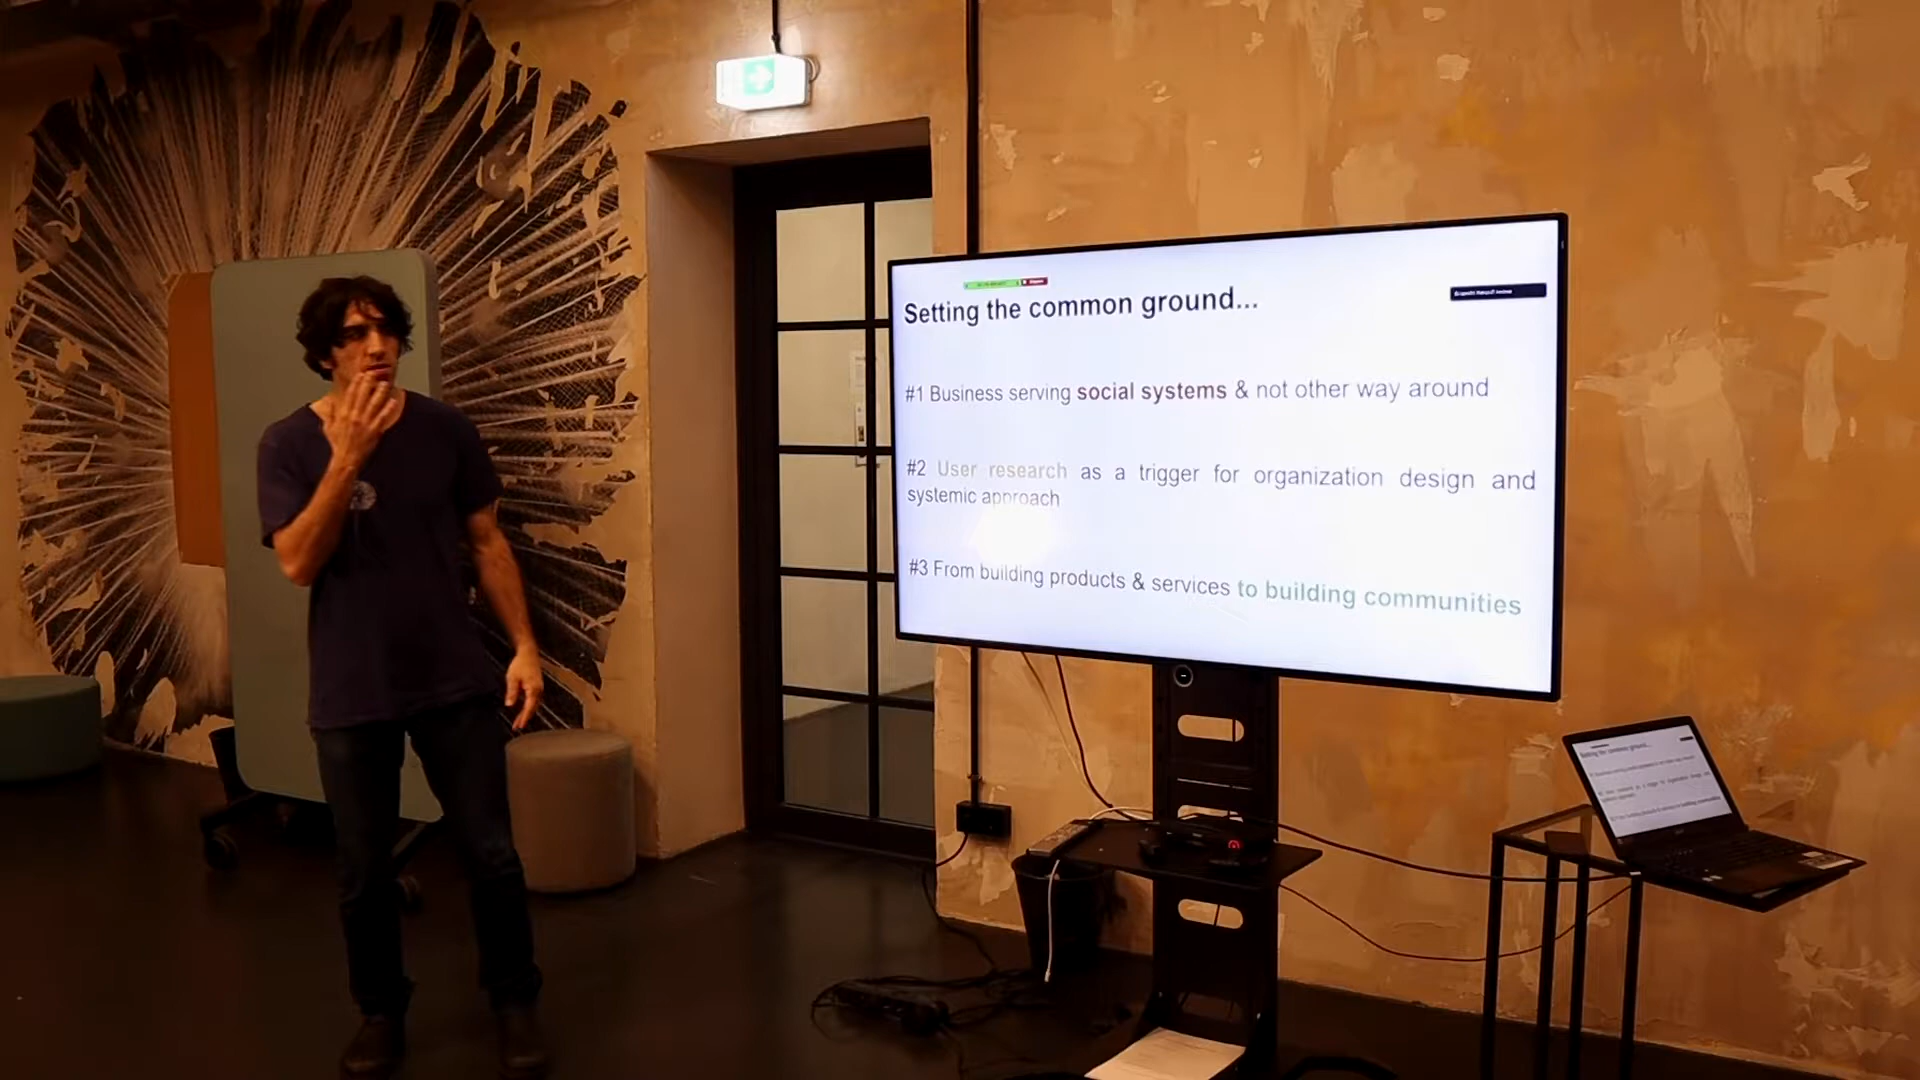 Setting the common ground...
#1 Business serving social systems & not other way around
#2 User research as a trigger for organization design and
systemic approach
#3 From building products & services to building communities